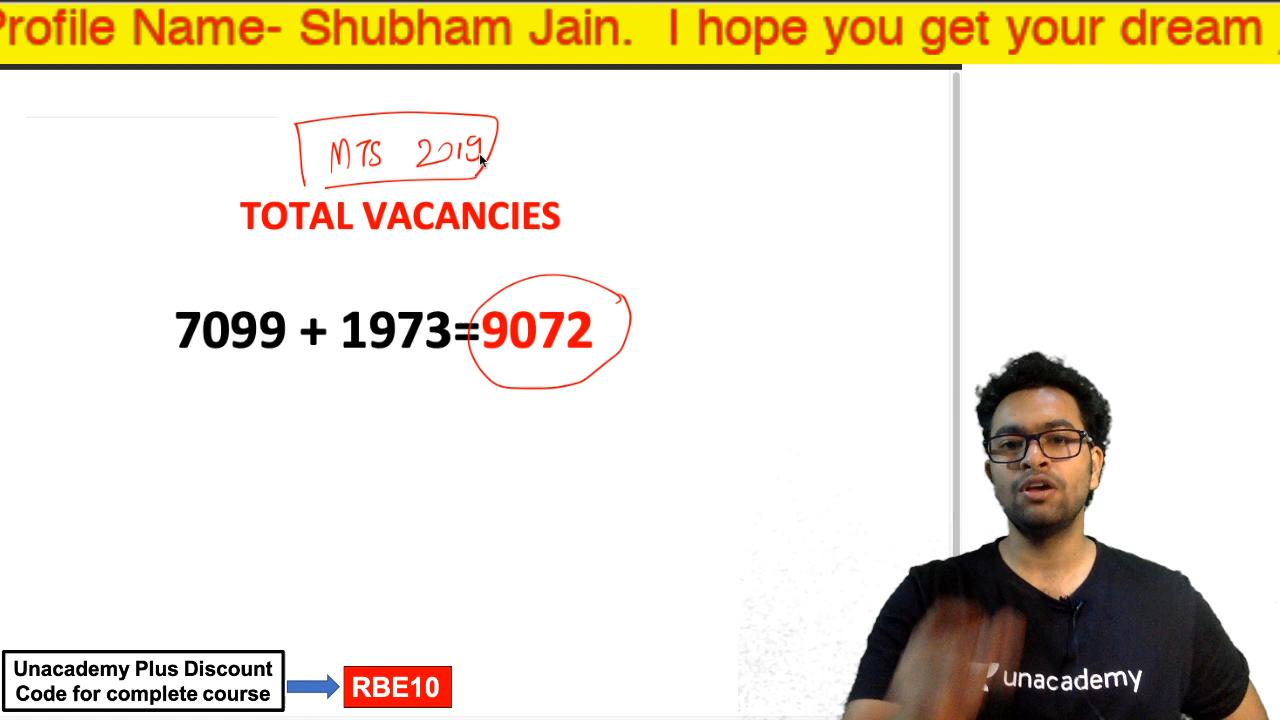 Profile Name- Shubham Jain. I hope you get your dream
MTS 2019
TOTAL VACANCIES
7099 + 1973=9072
Unacademy Plus Discount
Code for complete course
RBE10
unacademy